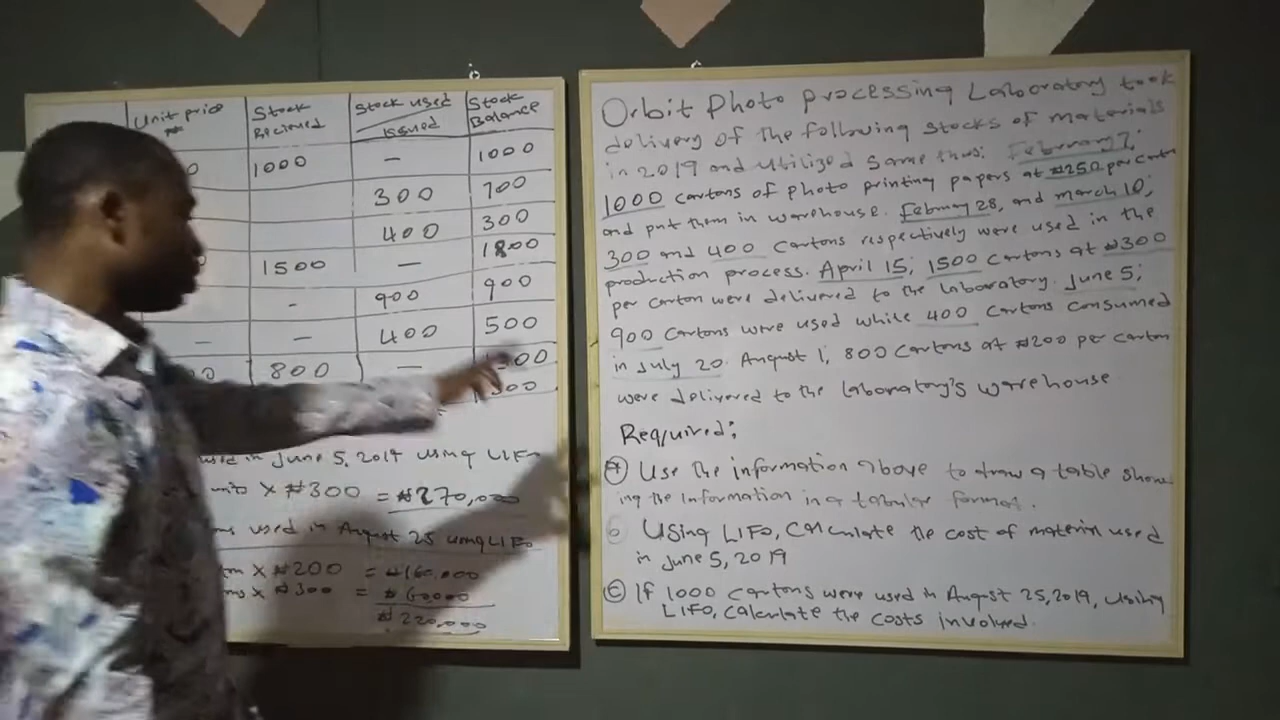 Unit price
Stock Recieved
Stock used issued
Stock Balance
0 1000 – 1000
300 700
400 300
1500 – 1800
- 900 900
– – 400 500
00 800 –
300
used in June 5, 2019 using LIFO
units x ₦300 = ₦270,000
used in August 25 using LIFO
x ₦200 = ₦160,000
x ₦300 = ₦60000
₦220,000
Orbit Photo processing Laboratory took
delivery of the following stocks of materials
in 2019 and utilized same thus: February 7;
1000 cartons of photo printing papers at ₦250 per carton
and put them in warehouse. February 28, and march 10;
300 and 400 cartons respectively were used in the
production process. April 15; 1500 cartons at ₦300
per carton were delivered to the laboratory. June 5;
900 cartons were used while 400 cartons consumed
in July 20. August 1; 800 cartons at ₦200 per carton
were delivered to the laboratory's warehouse
Required;
(A) Use the information above to draw a table show-
ing the information in a tabular format.
b Using LIFO, calculate the cost of material used
in June 5, 2019
(C) If 1000 cartons were used in August 25, 2019, using
LIFO, calculate the costs involved.